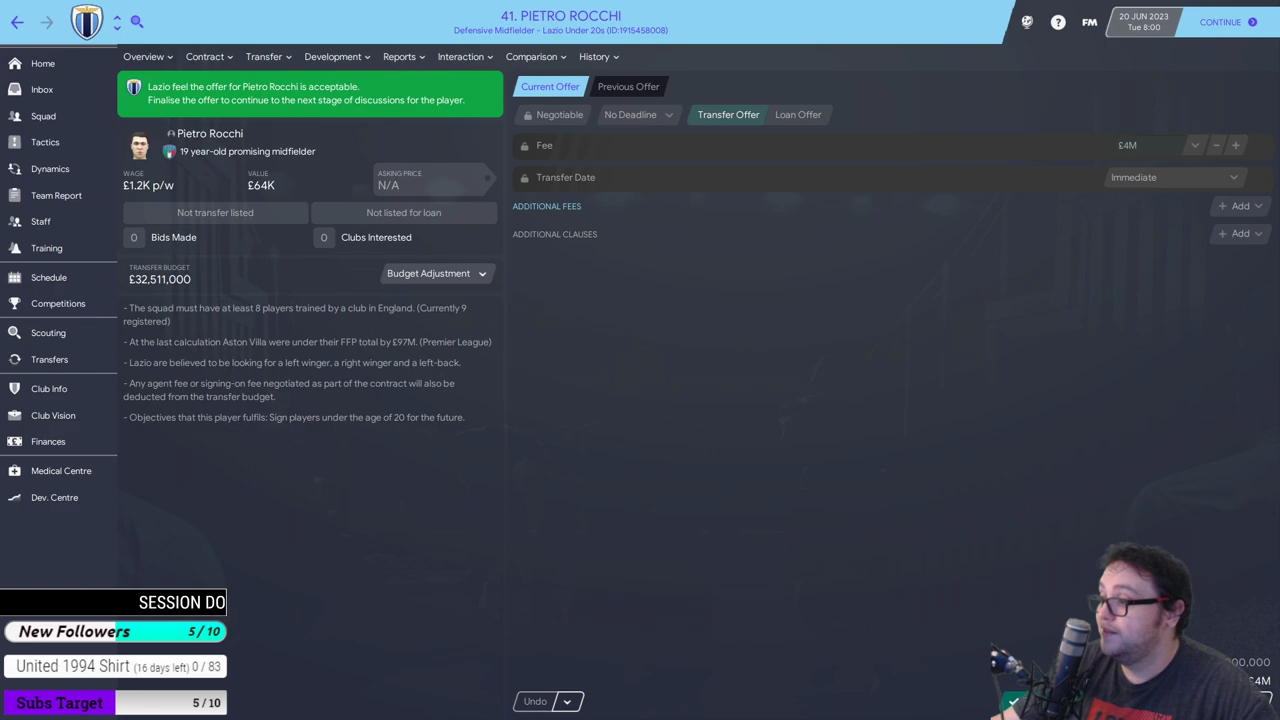 41. PIETRO ROCCHI
Defensive Midfielder - Lazio Under 20s (ID:1915458008)
FM
20 JUN 2023
Tue 8:00
CONTINUE
Home
Inbox
Squad
Tactics
Dynamics
Team Report
Staff
Training
Schedule
Competitions
Scouting
Transfers
Club Info
Club Vision
Finances
Medical Centre
Dev. Centre
Overview
Contract
Transfer
Development
Reports
Interaction
Comparison
History
Lazio feel the offer for Pietro Rocchi is acceptable.
Finalise the offer to continue to the next stage of discussions for the player.
Pietro Rocchi
19 year-old promising midfielder
WAGE
£1.2K p/w
VALUE
£64K
ASKING PRICE
N/A
Not transfer listed
Not listed for loan
0 Bids Made
0 Clubs Interested
TRANSFER BUDGET
£32,511,000
Budget Adjustment
- The squad must have at least 8 players trained by a club in England. (Currently 9
registered)
- At the last calculation Aston Villa were under their FFP total by £97M. (Premier League)
- Lazio are believed to be looking for a left winger, a right winger and a left-back.
- Any agent fee or signing-on fee negotiated as part of the contract will also be
deducted from the transfer budget.
- Objectives that this player fulfils: Sign players under the age of 20 for the future.
Current Offer
Previous Offer
Negotiable
No Deadline
Transfer Offer
Loan Offer
Fee
£4M
Transfer Date
Immediate
ADDITIONAL FEES
Add
ADDITIONAL CLAUSES
Add
Undo
00,000
£4M
SESSION DO
New Followers 5 / 10
United 1994 Shirt (16 days left) 0 / 83
Subs Target 5 / 10